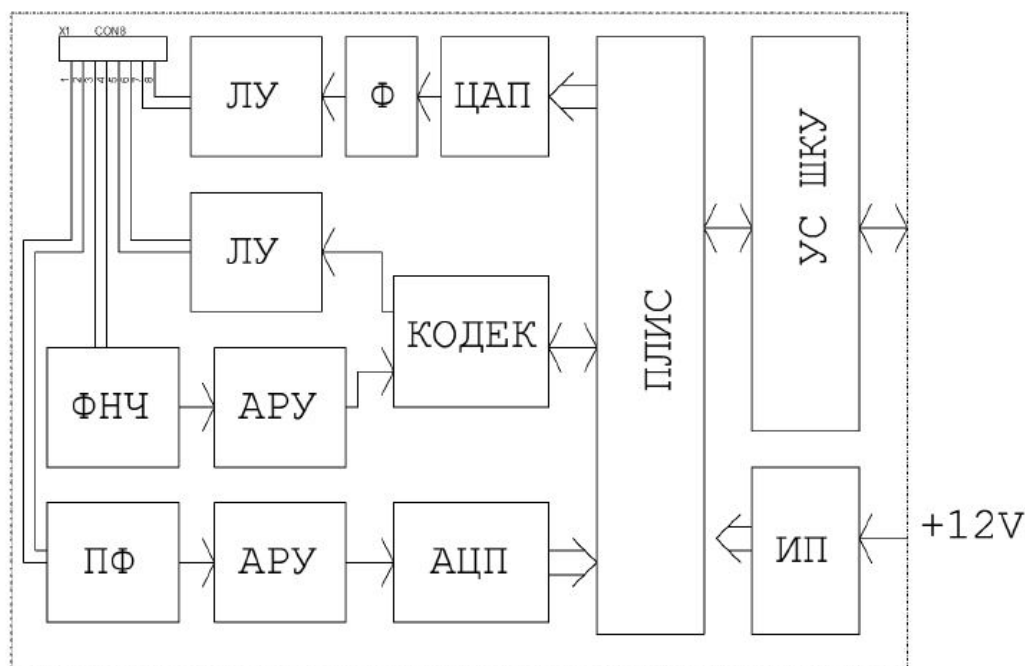 X1 CON8
1 2 3 4 5 6 7 8
ЛУ
Ф
ЦАП
УС ШКУ
ЛУ
КОДЕК
ПЛИС
ФНЧ
АРУ
ПФ
АРУ
АЦП
ИП
+12V